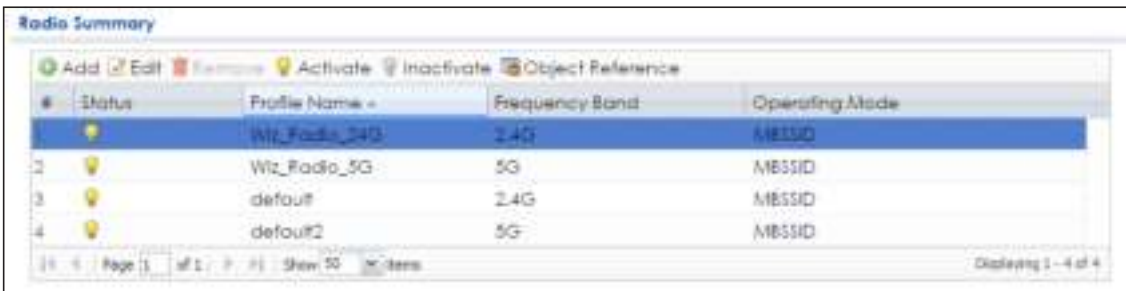 Radio Summary
Add Edit Remove Activate Inactivate Object Reference
# Status Profile Name Frequency Band Operating Mode
1 Wiz_Radio_24G 2.4G MBSSID
2 Wiz_Radio_5G 5G MBSSID
3 default 2.4G MBSSID
4 default2 5G MBSSID
Page 1 of 1 Show 50 items Displaying 1 - 4 of 4